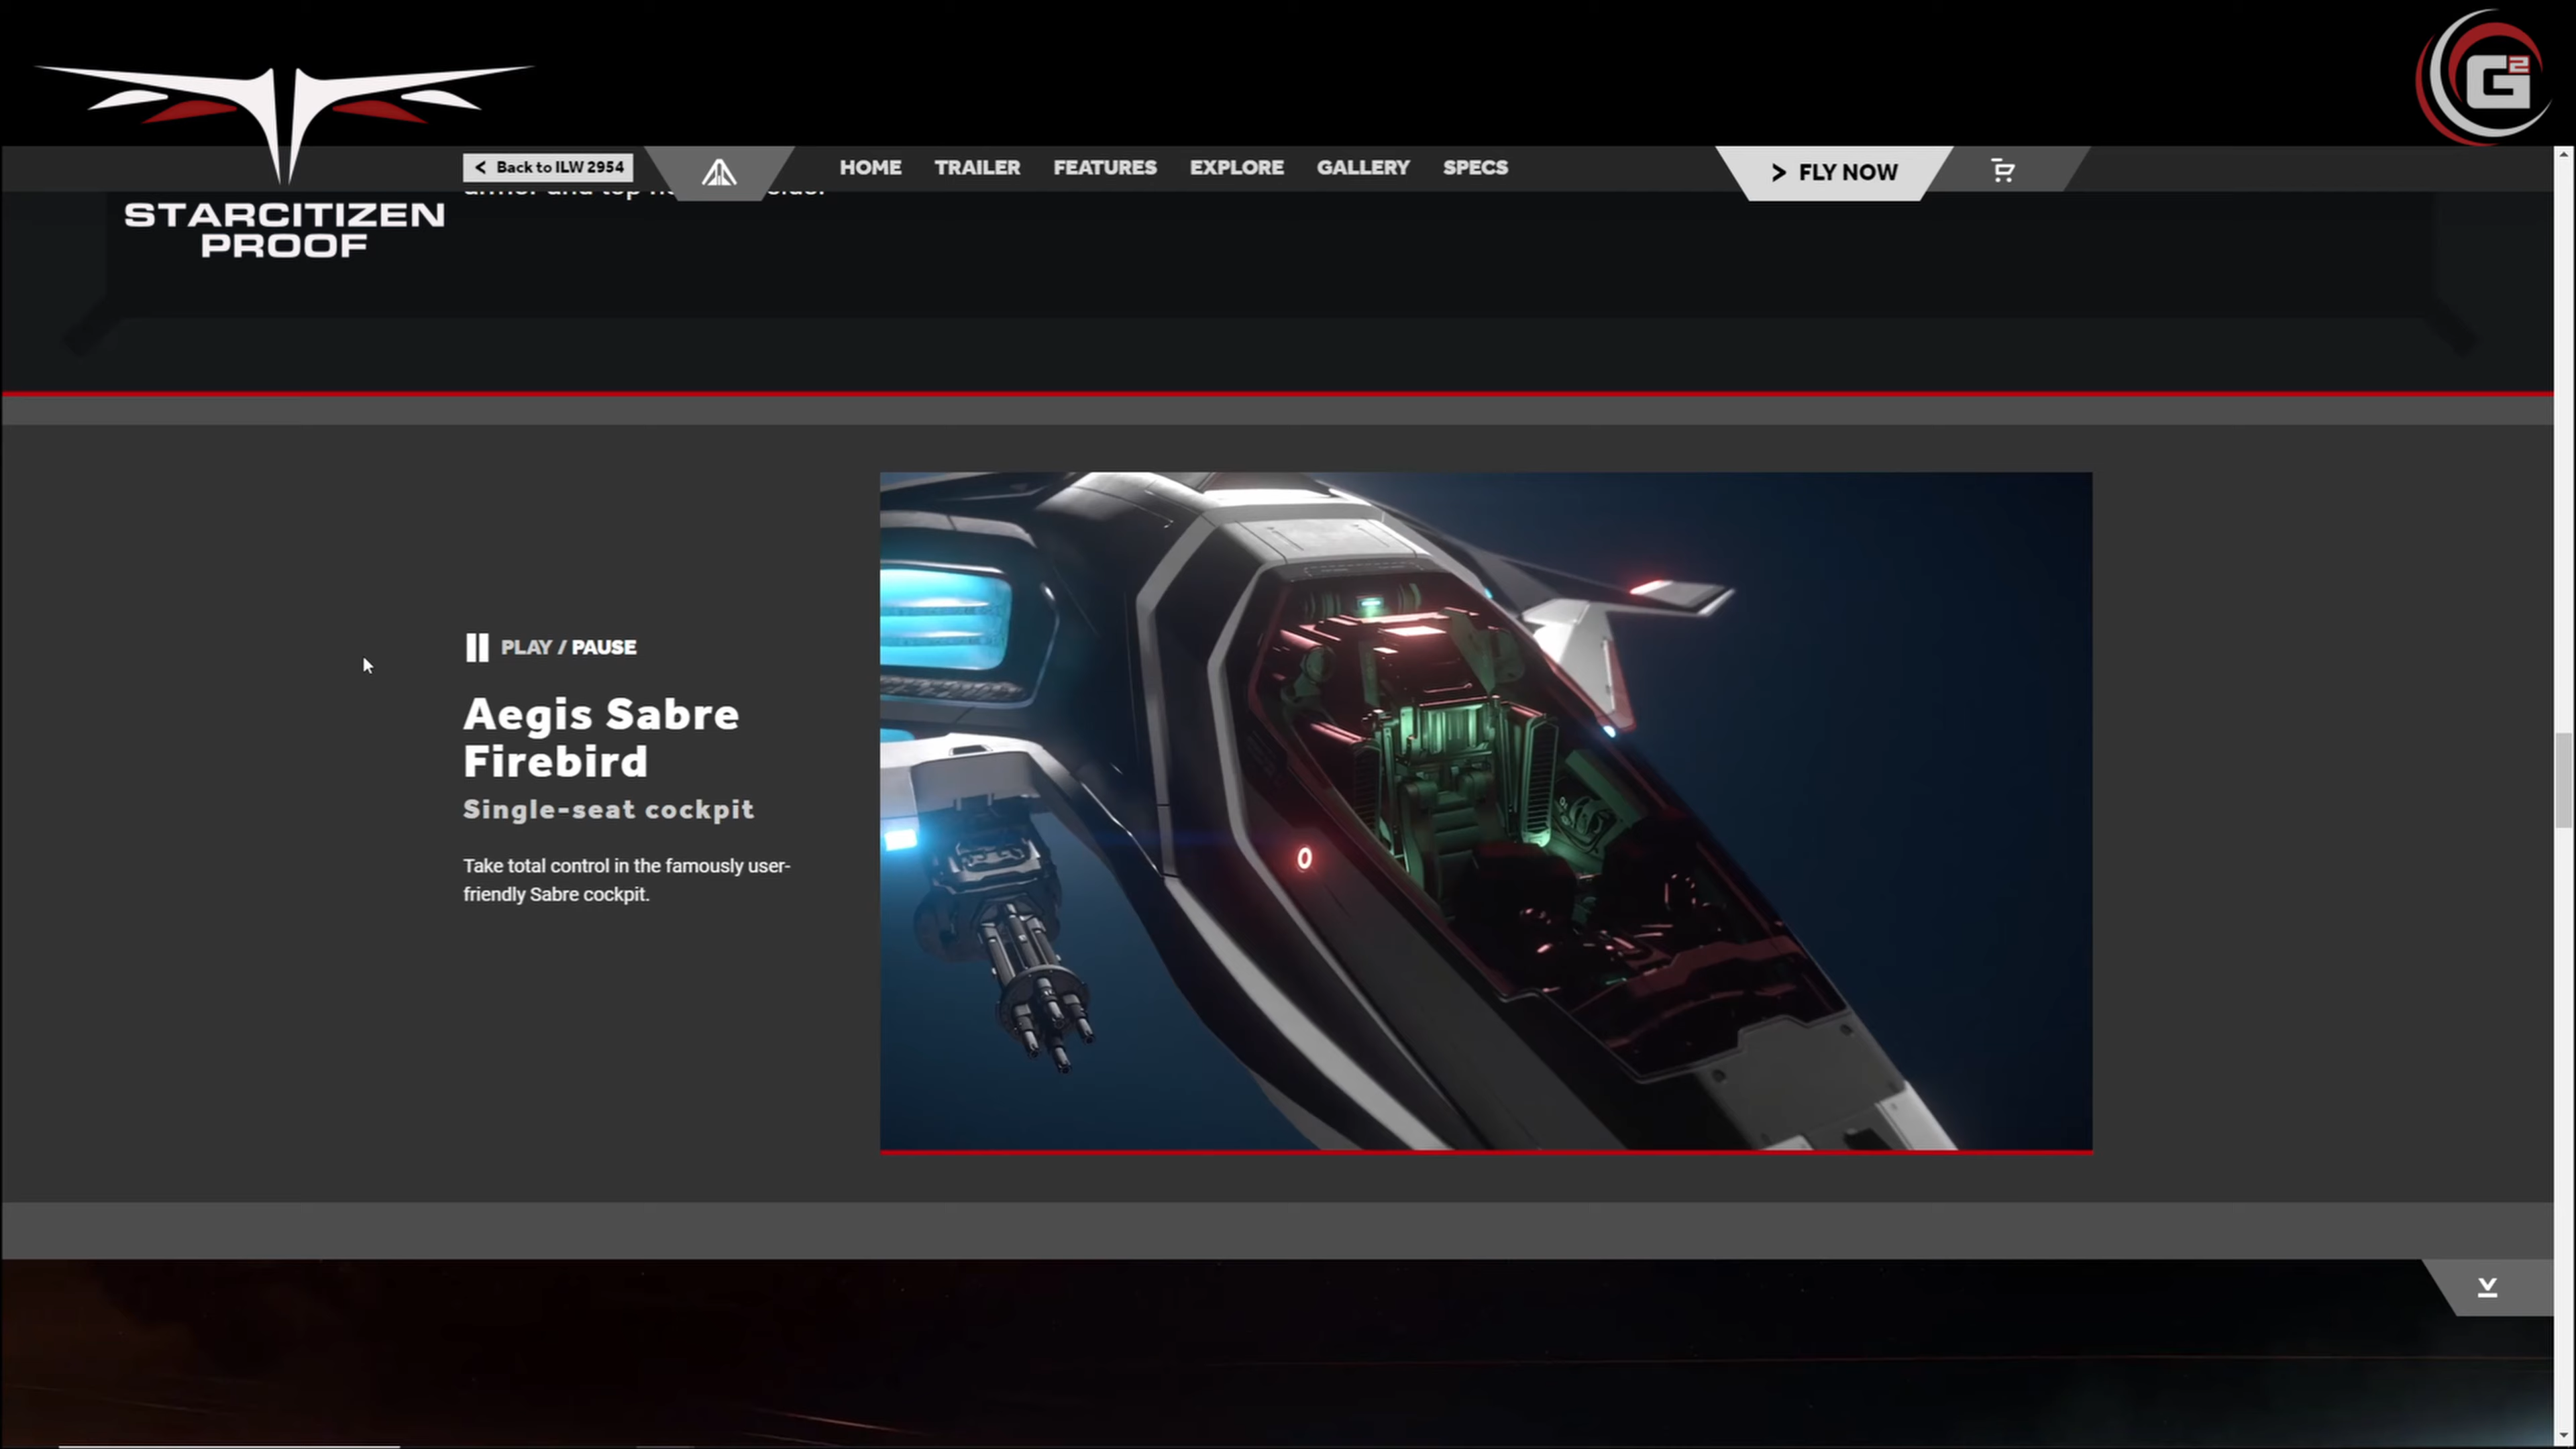 G2
< Back to ILW 2954
HOME
TRAILER
FEATURES
EXPLORE
GALLERY
SPECS
> FLY NOW
STARCITIZEN
PROOF
PLAY / PAUSE
Aegis Sabre
Firebird
Single-seat cockpit
Take total control in the famously user-
friendly Sabre cockpit.